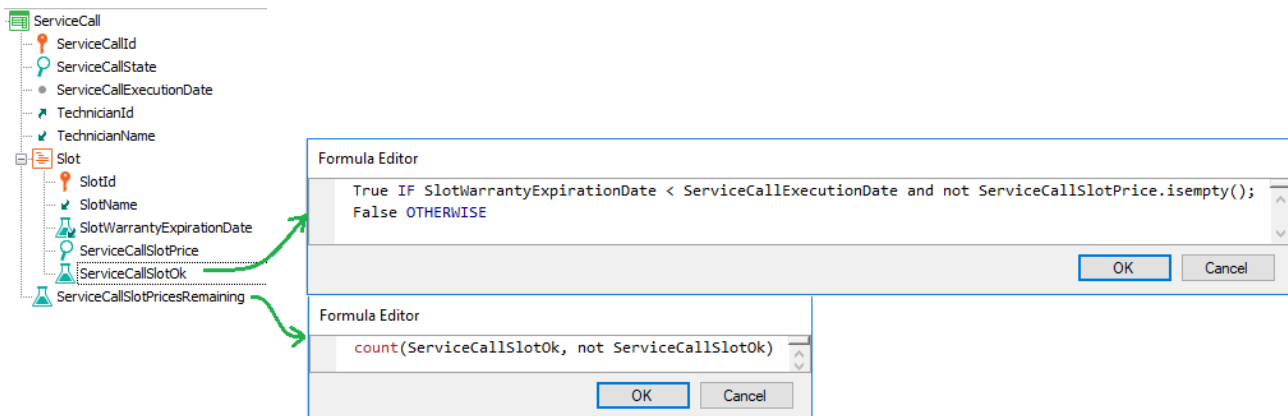 ServiceCall
ServiceCallId
ServiceCallState
ServiceCallExecutionDate
TechnicianId
TechnicianName
Slot
SlotId
SlotName
SlotWarrantyExpirationDate
ServiceCallSlotPrice
ServiceCallSlotOk
ServiceCallSlotPricesRemaining
Formula Editor
True IF SlotWarrantyExpirationDate < ServiceCallExecutionDate and not ServiceCallSlotPrice.isempty();
False OTHERWISE
OK Cancel
Formula Editor
count(ServiceCallSlotOk, not ServiceCallSlotOk)
OK Cancel